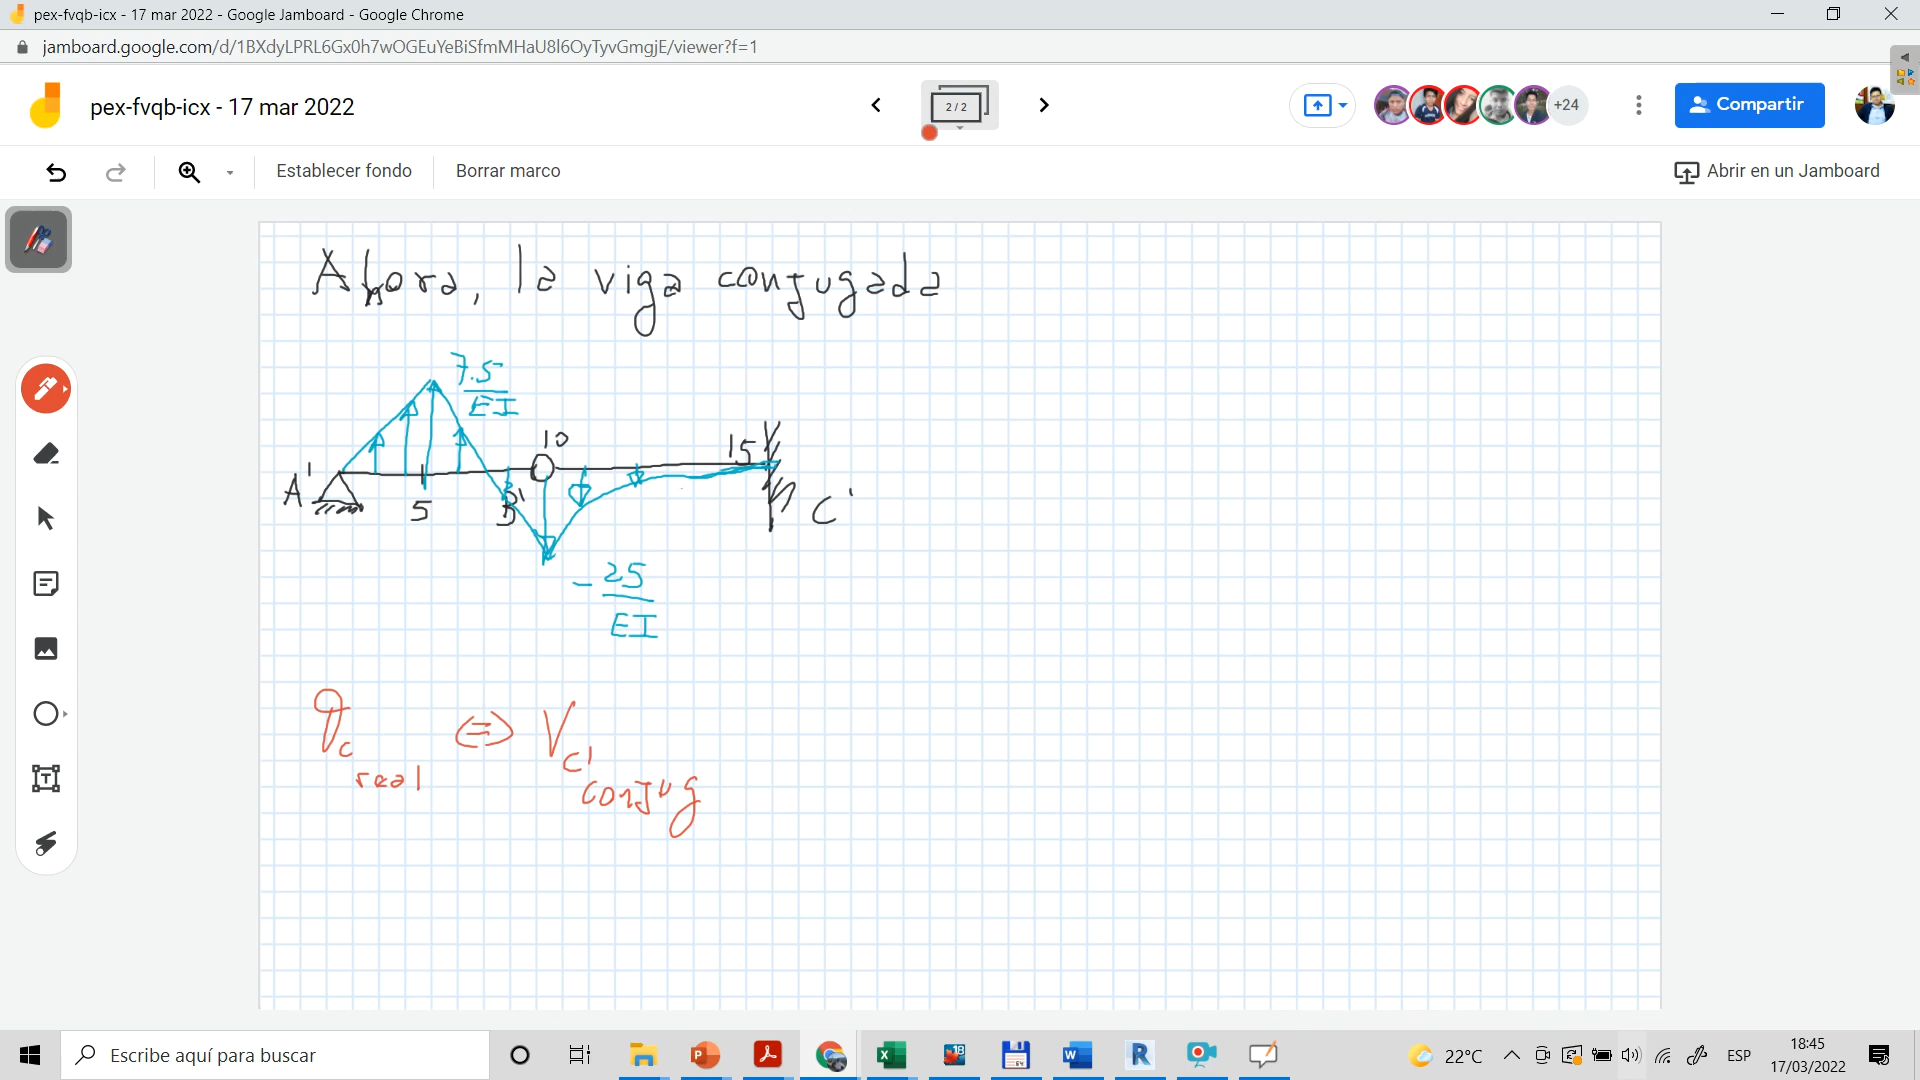 pex-fvqb-icx - 17 mar 2022 - Google Jamboard - Google Chrome
jamboard.google.com/d/1BXdyLPRL6Gx0h7wOGEuYeBiSfmMHaU8l6OyTyvGmgjE/viewer?f=1
pex-fvqb-icx - 17 mar 2022
2 / 2
+24
Compartir
Establecer fondo
Borrar marco
Abrir en un Jamboard
Ahora, la viga conjugada
7.5
EI
10
15
A'
5
B'
C'
-25
EI
θc real (=) Vc' conjug
Escribe aquí para buscar
22°C
ESP
18:45
17/03/2022